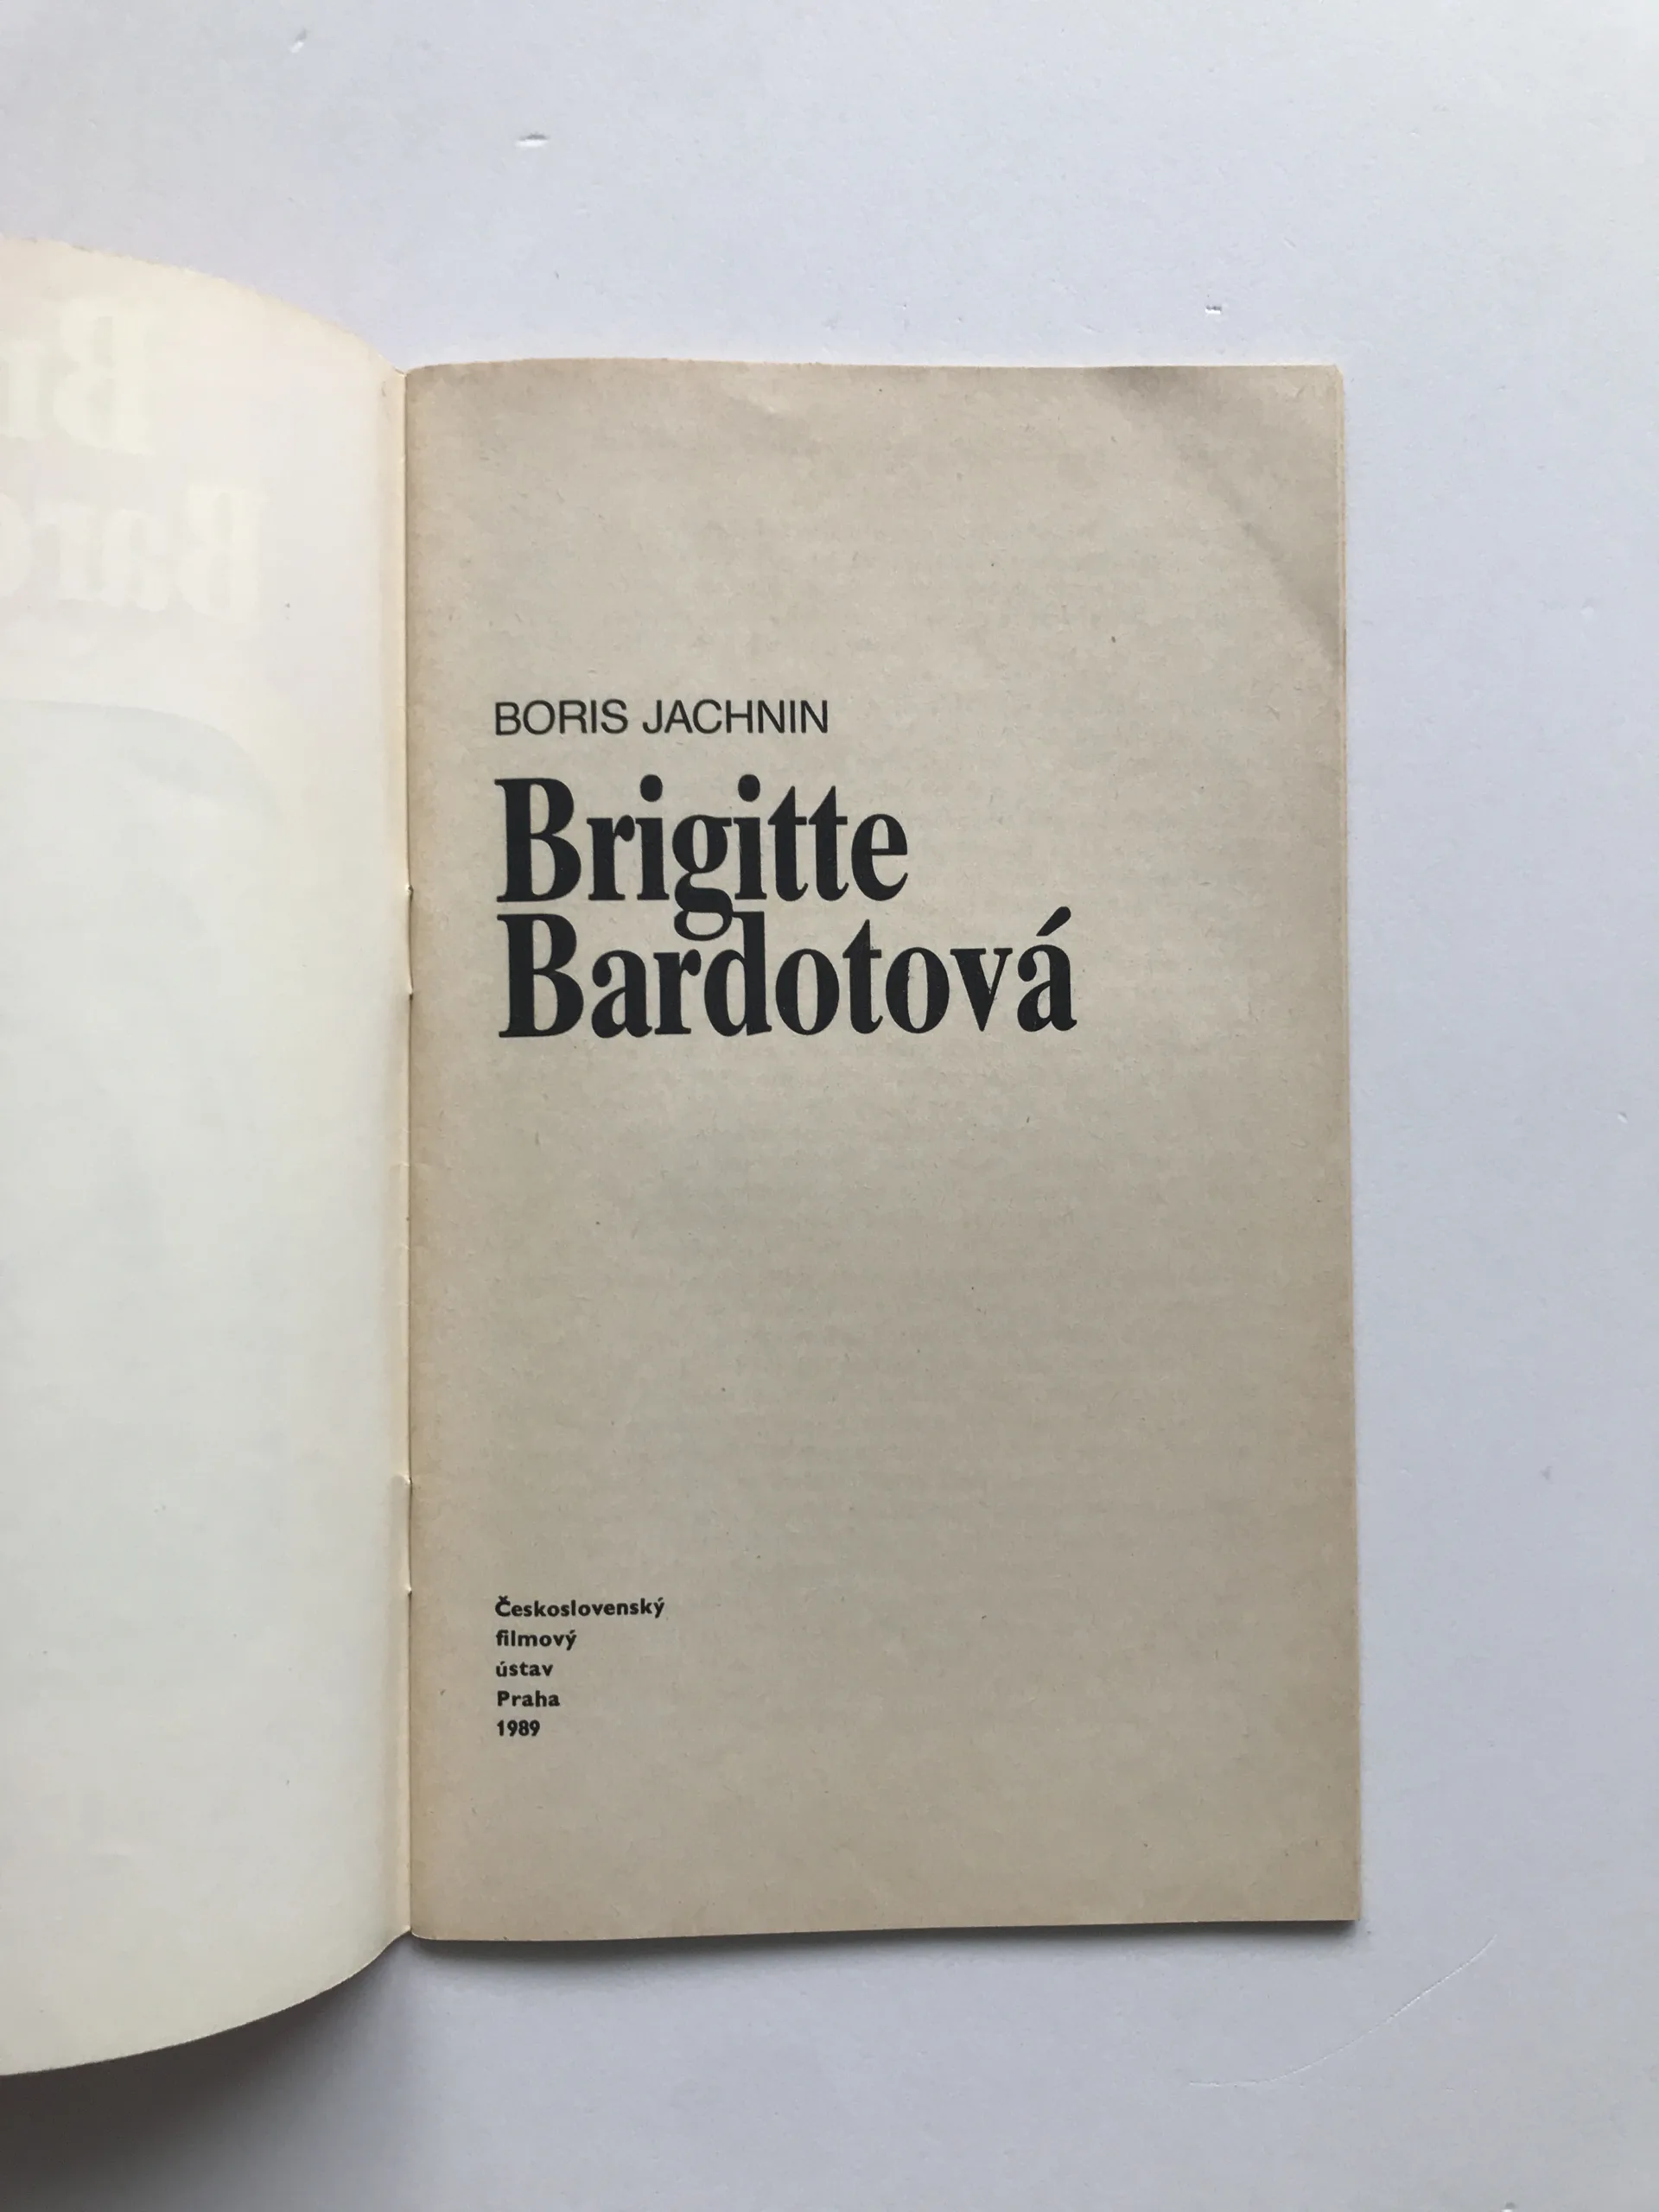 BORIS JACHNIN
Brigitte
Bardotová
Československý
filmový
ústav
Praha
1989